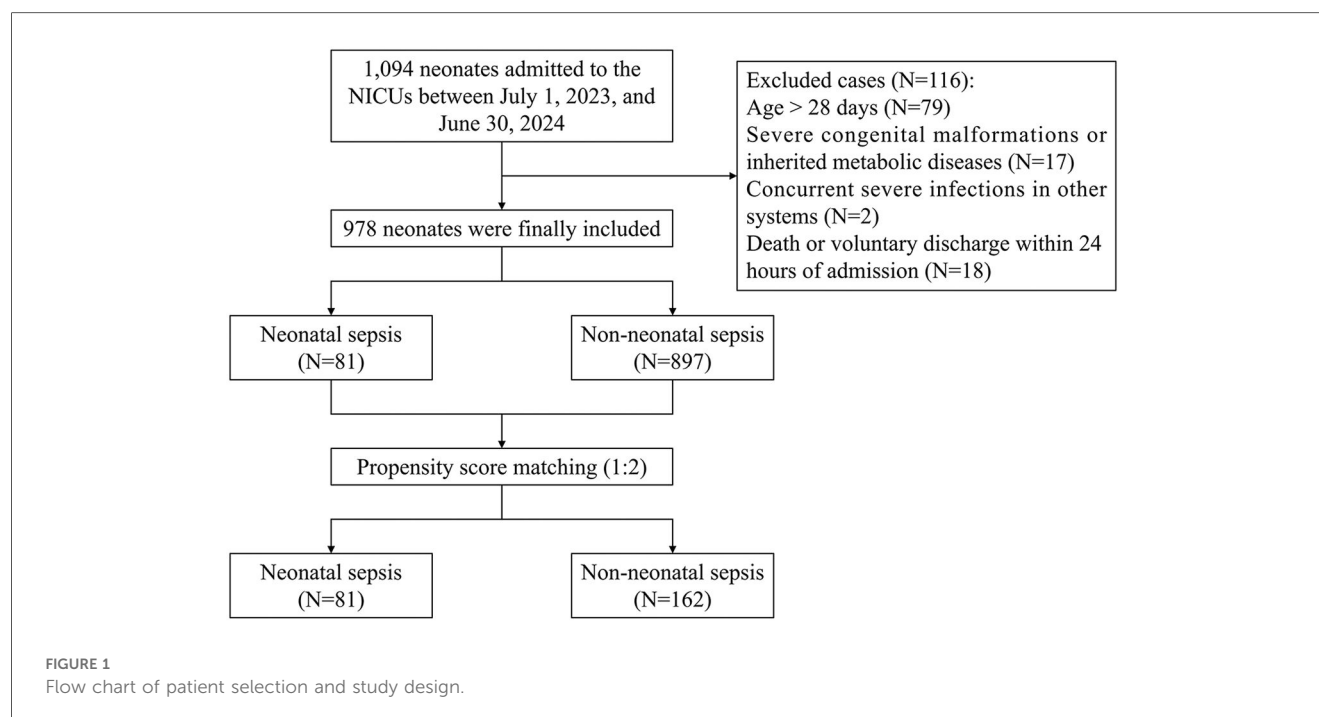 1,094 neonates admitted to the
NICUs between July 1, 2023, and
June 30, 2024
Excluded cases (N=116):
Age > 28 days (N=79)
Severe congenital malformations or
inherited metabolic diseases (N=17)
Concurrent severe infections in other
systems (N=2)
Death or voluntary discharge within 24
hours of admission (N=18)
978 neonates were finally included
Neonatal sepsis
(N=81)
Non-neonatal sepsis
(N=897)
Propensity score matching (1:2)
Neonatal sepsis
(N=81)
Non-neonatal sepsis
(N=162)
FIGURE 1
Flow chart of patient selection and study design.